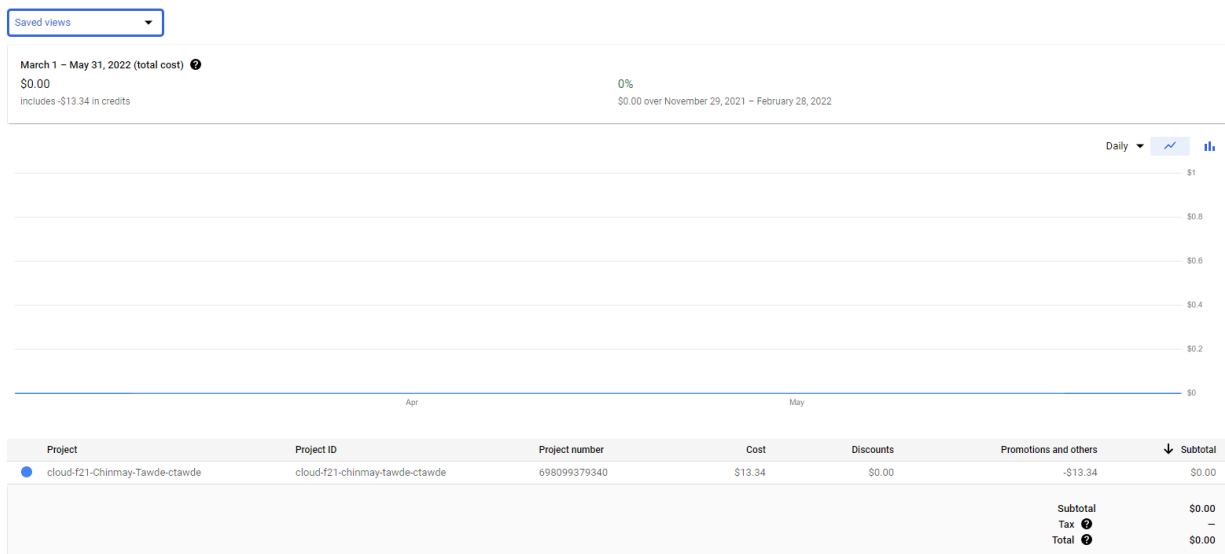 Saved views
March 1 – May 31, 2022 (total cost) ?
$0.00 0%
includes -$13.34 in credits $0.00 over November 29, 2021 – February 28, 2022
Daily
$1
$0.8
$0.6
$0.4
$0.2
$0
Apr May
Project Project ID Project number Cost Discounts Promotions and others Subtotal
cloud-f21-Chinmay-Tawde-ctawde cloud-f21-chinmay-tawde-ctawde 698099379340 $13.34 $0.00 -$13.34 $0.00
Subtotal $0.00
Tax ? —
Total ? $0.00